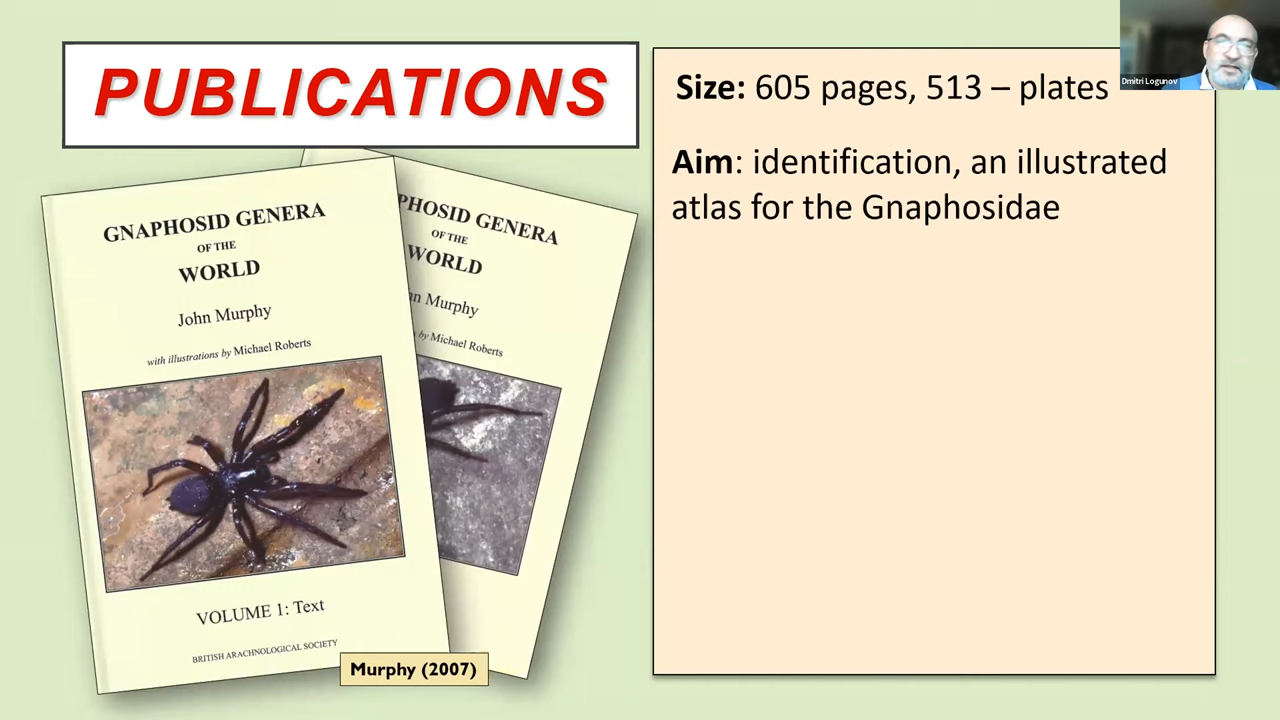 PUBLICATIONS
GNAPHOSID GENERA
OF THE
WORLD
John Murphy
with illustrations by Michael Roberts
VOLUME 1: Text
BRITISH ARACHNOLOGICAL SOCIETY
PHOSID GENERA
OF THE
WORLD
hn Murphy
by Michael Roberts
Murphy (2007)
Size: 605 pages, 513 – plates
Aim: identification, an illustrated
atlas for the Gnaphosidae
Dmitri Logunov